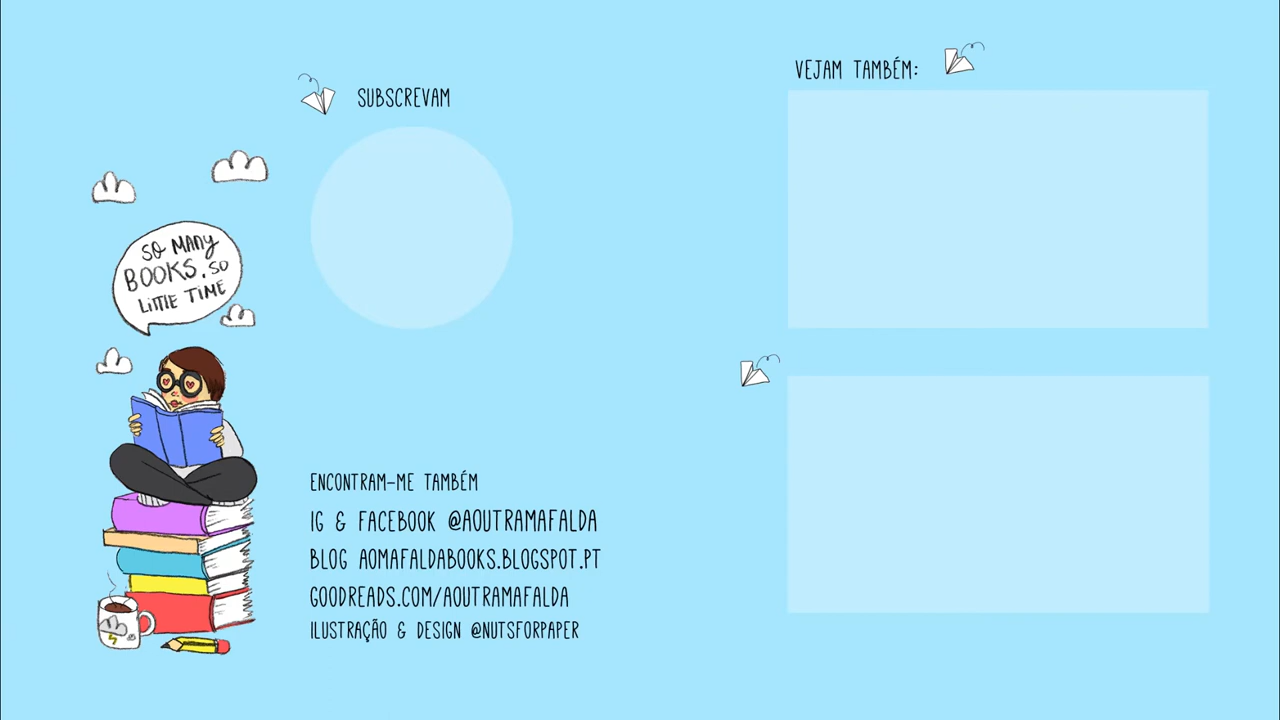 VEJAM TAMBÉM:
SUBSCREVAM
SO MANY
BOOKS, SO
LITTLE TIME
ENCONTRAM-ME TAMBÉM
IG & FACEBOOK @AOUTRAMAFALDA
BLOG AOMAFALDABOOKS.BLOGSPOT.PT
GOODREADS.COM/AOUTRAMAFALDA
ILUSTRAÇÃO & DESIGN @NUTSFORPAPER